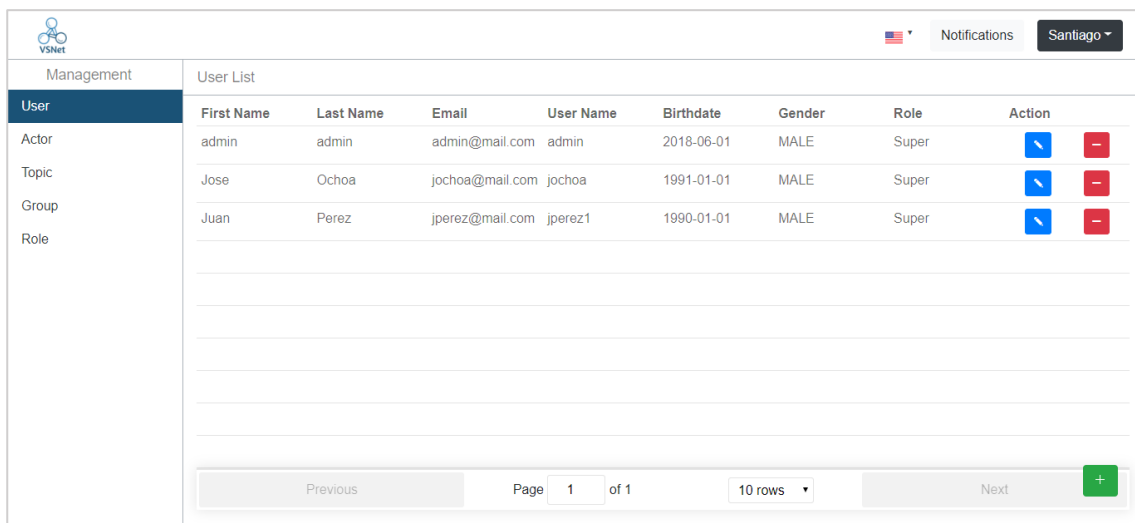 VSNet
Notifications Santiago
Management
User
Actor
Topic
Group
Role
User List
First Name Last Name Email User Name Birthdate Gender Role Action
admin admin admin@mail.com admin 2018-06-01 MALE Super
Jose Ochoa jochoa@mail.com jochoa 1991-01-01 MALE Super
Juan Perez jperez@mail.com jperez1 1990-01-01 MALE Super
Previous Page 1 of 1 10 rows Next +